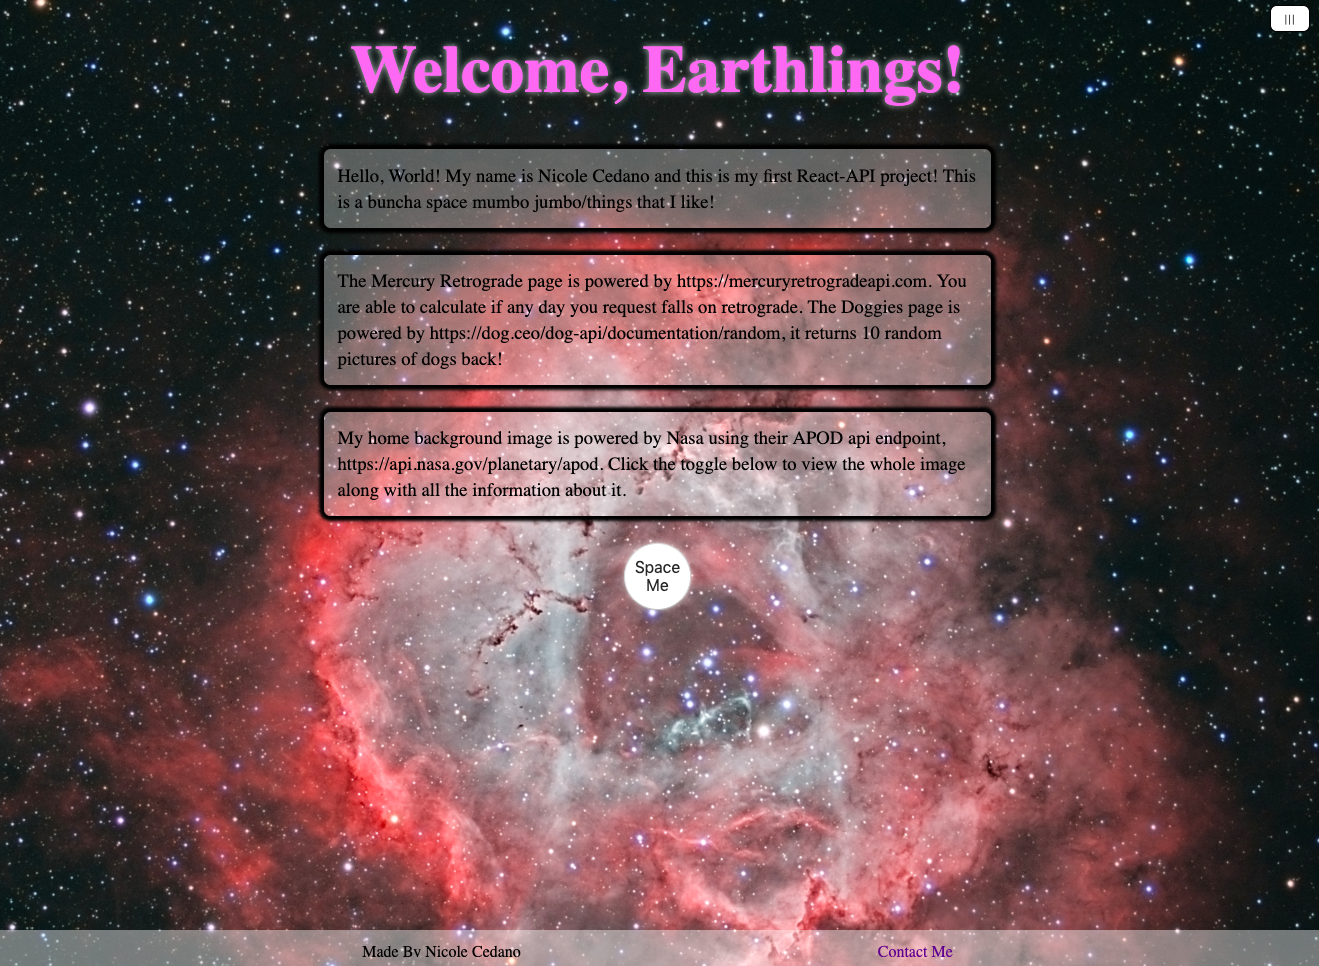 |||
Welcome, Earthlings!
Hello, World! My name is Nicole Cedano and this is my first React-API project! This
is a buncha space mumbo jumbo/things that I like!
The Mercury Retrograde page is powered by https://mercuryretrogradeapi.com. You
are able to calculate if any day you request falls on retrograde. The Doggies page is
powered by https://dog.ceo/dog-api/documentation/random, it returns 10 random
pictures of dogs back!
My home background image is powered by Nasa using their APOD api endpoint,
https://api.nasa.gov/planetary/apod. Click the toggle below to view the whole image
along with all the information about it.
Space
Me
Made By Nicole Cedano
Contact Me